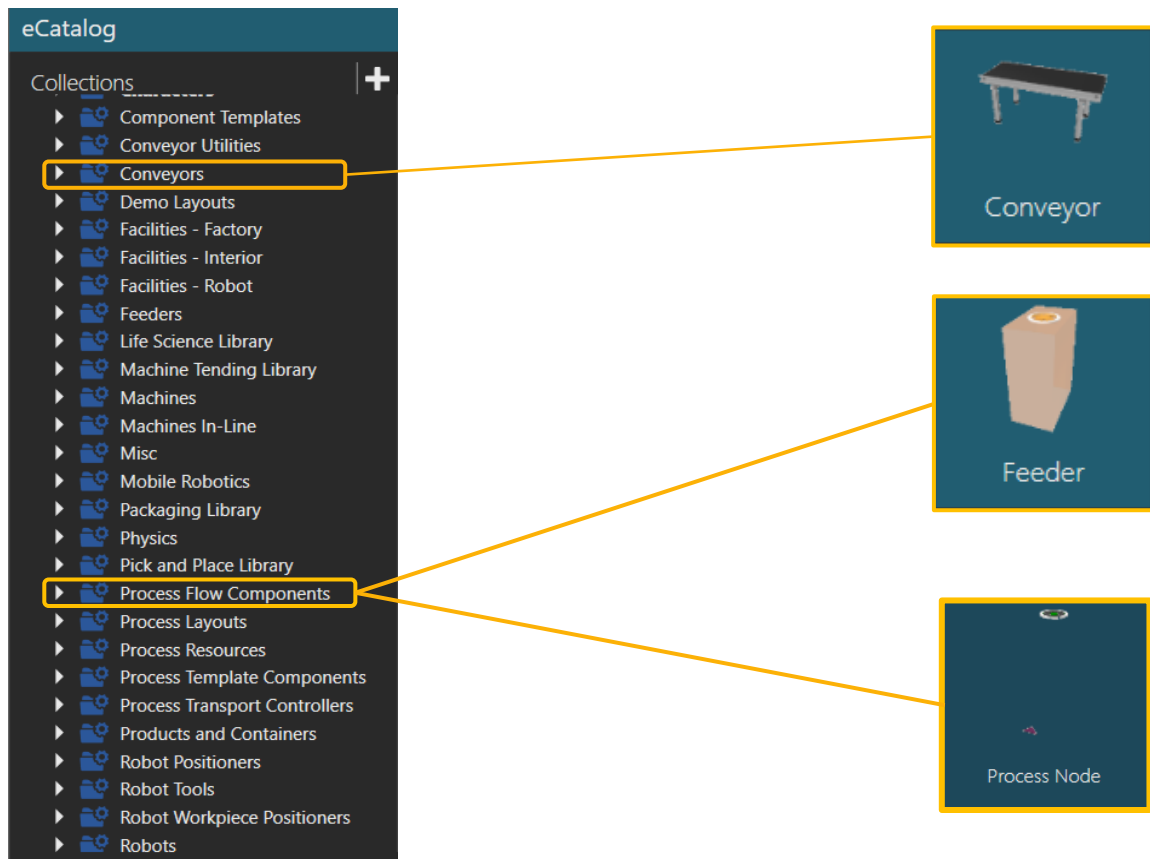 eCatalog
Collections
Component Templates
Conveyor Utilities
Conveyors
Demo Layouts
Facilities - Factory
Facilities - Interior
Facilities - Robot
Feeders
Life Science Library
Machine Tending Library
Machines
Machines In-Line
Misc
Mobile Robotics
Packaging Library
Physics
Pick and Place Library
Process Flow Components
Process Layouts
Process Resources
Process Template Components
Process Transport Controllers
Products and Containers
Robot Positioners
Robot Tools
Robot Workpiece Positioners
Robots
Conveyor
Feeder
Process Node